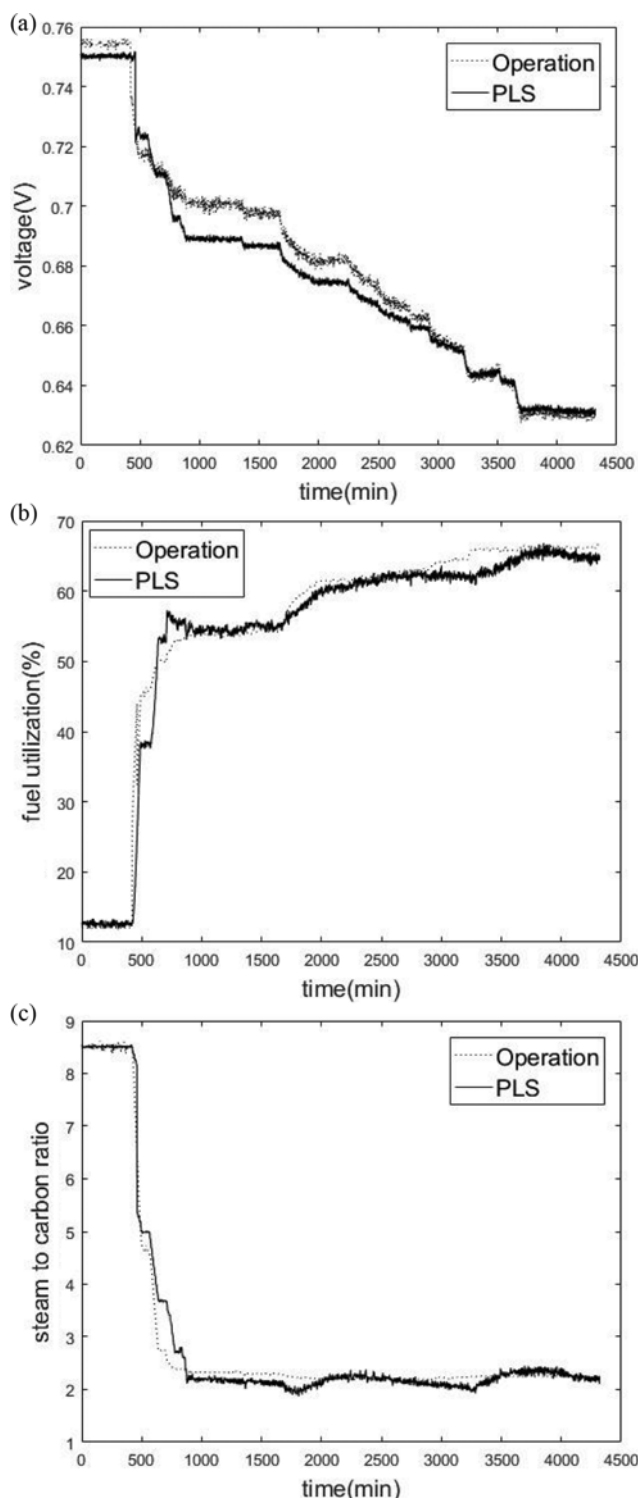 (a)
0.76
0.74
0.72
0.7
0.68
0.66
0.64
0.62
voltage(V)
Operation
PLS
0 500 1000 1500 2000 2500 3000 3500 4000 4500
time(min)
(b)
70
60
50
40
30
20
10
fuel utilization(%)
Operation
PLS
0 500 1000 1500 2000 2500 3000 3500 4000 4500
time(min)
(c)
9
8
7
6
5
4
3
2
1
steam to carbon ratio
Operation
PLS
0 500 1000 1500 2000 2500 3000 3500 4000 4500
time(min)